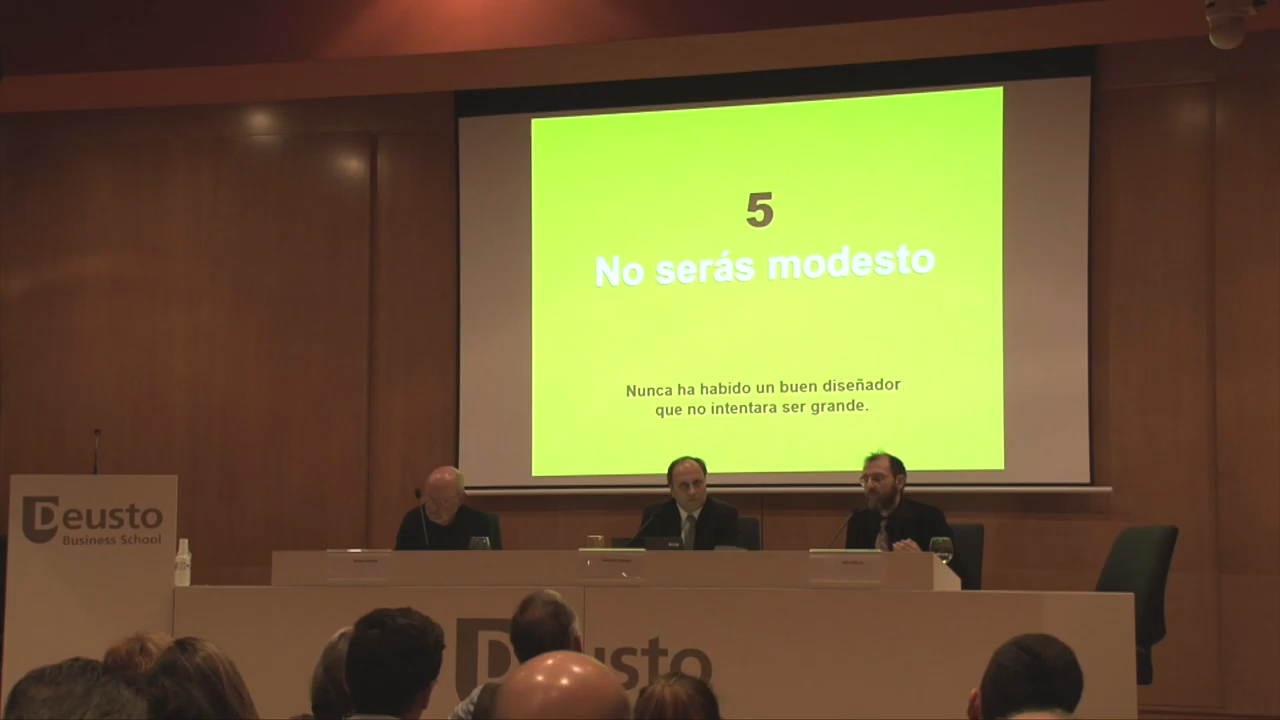 5
No serás modesto
Nunca ha habido un buen diseñador
que no intentara ser grande.
Deusto
Business School
Deusto